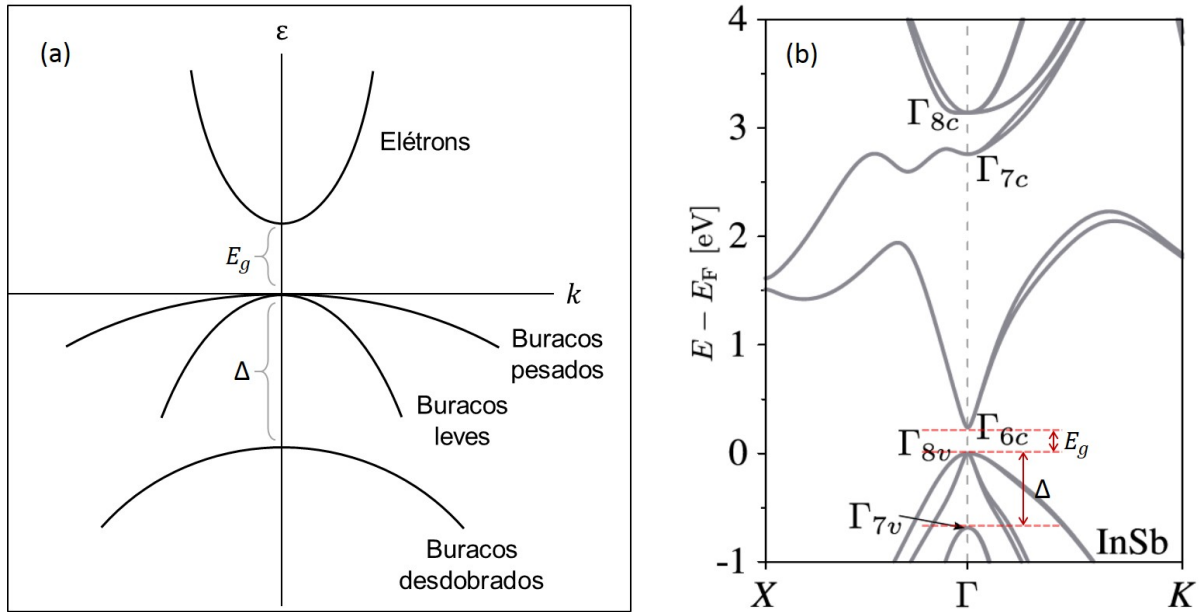 (a)
ε
Elétrons
E_g
k
Buracos
pesados
Δ
Buracos
leves
Buracos
desdobrados
(b)
E − E_F [eV]
4
3
2
1
0
-1
Γ_8c
Γ_7c
Γ_6c
Γ_8v
E_g
Δ
Γ_7v
InSb
X
Γ
K